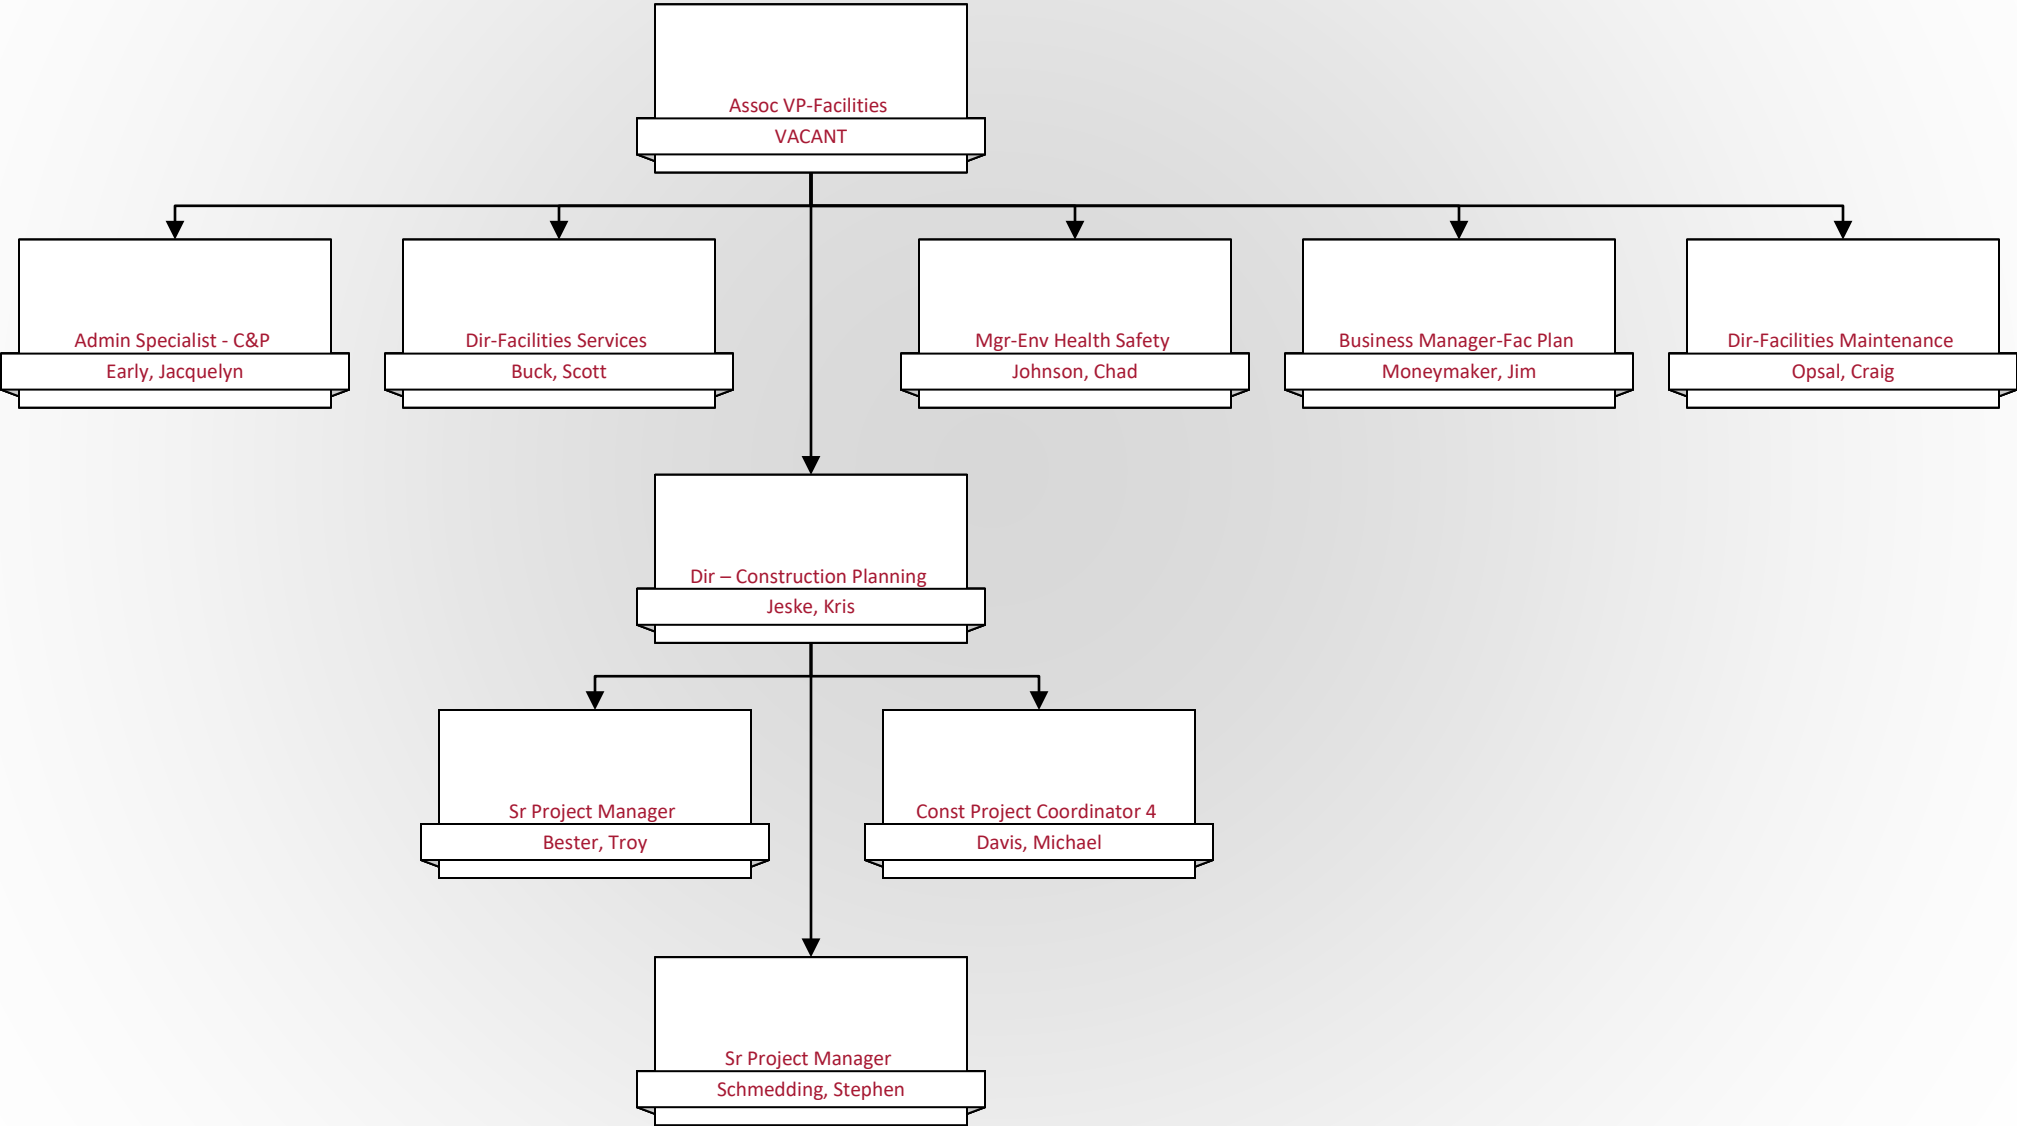 Assoc VP-Facilities
VACANT
Admin Specialist - C&P
Early, Jacquelyn
Dir-Facilities Services
Buck, Scott
Mgr-Env Health Safety
Johnson, Chad
Business Manager-Fac Plan
Moneymaker, Jim
Dir-Facilities Maintenance
Opsal, Craig
Dir – Construction Planning
Jeske, Kris
Sr Project Manager
Bester, Troy
Const Project Coordinator 4
Davis, Michael
Sr Project Manager
Schmedding, Stephen